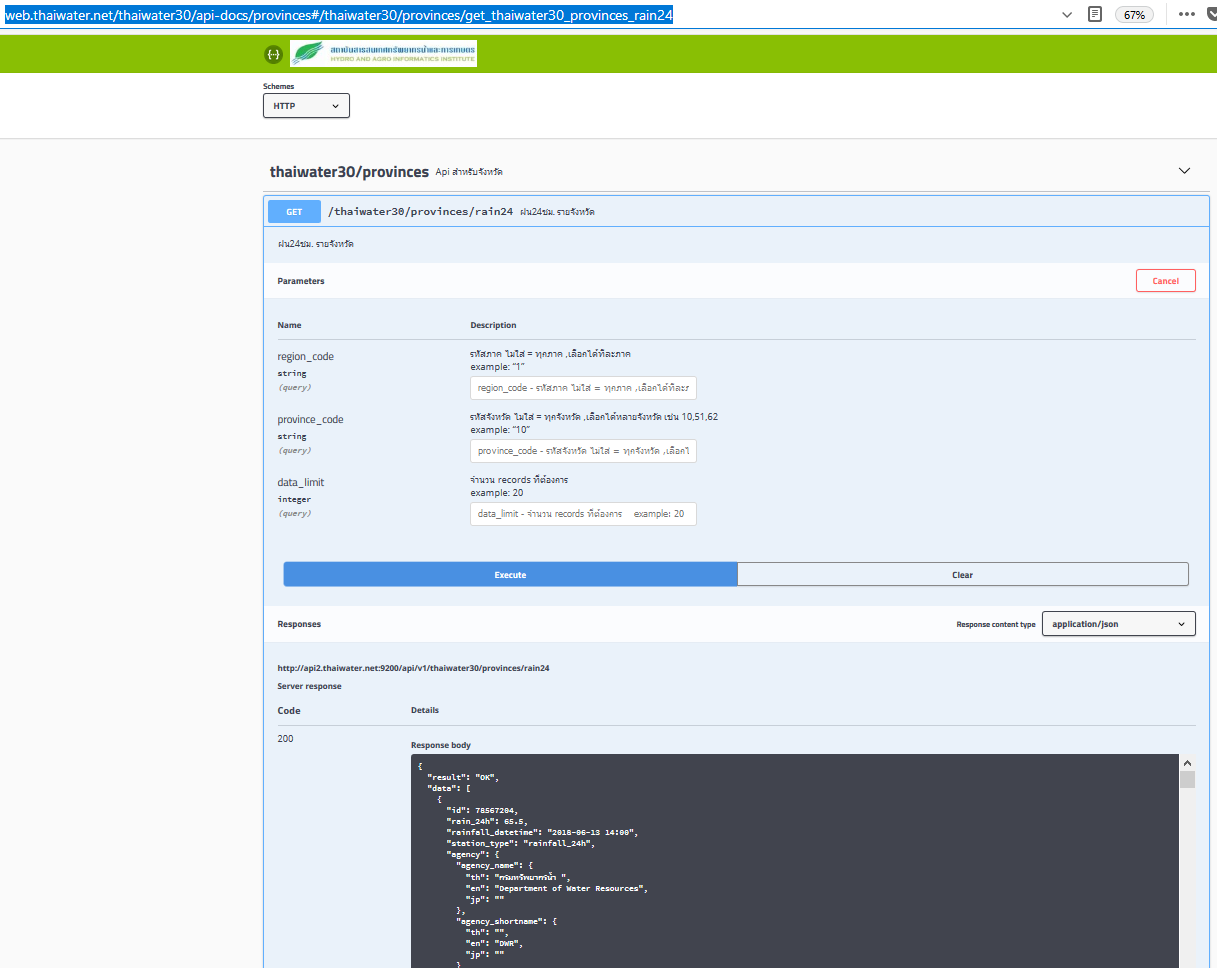 web.thaiwater.net/thaiwater30/api-docs/provinces#/thaiwater30/provinces/get_thaiwater30_provinces_rain24
67%
{··}
สถาบันสารสนเทศทรัพยากรน้ำและการเกษตร
HYDRO AND AGRO INFORMATICS INSTITUTE
Schemes
HTTP
thaiwater30/provinces Api สำหรับจังหวัด
GET /thaiwater30/provinces/rain24 ฝน24ชม. รายจังหวัด
ฝน24ชม. รายจังหวัด
Parameters
Cancel
Name Description
region_code รหัสภาค ไม่ใส่ = ทุกภาค ,เลือกได้ทีละภาค
string example: "1"
(query) region_code - รหัสภาค ไม่ใส่ = ทุกภาค ,เลือกได้ทีละภ
province_code รหัสจังหวัด ไม่ใส่ = ทุกจังหวัด ,เลือกได้หลายจังหวัด เช่น 10,51,62
string example: "10"
(query) province_code - รหัสจังหวัด ไม่ใส่ = ทุกจังหวัด ,เลือกไ
data_limit จำนวน records ที่ต้องการ
integer example: 20
(query) data_limit - จำนวน records ที่ต้องการ example: 20
Execute Clear
Responses Response content type application/json
http://api2.thaiwater.net:9200/api/v1/thaiwater30/provinces/rain24
Server response
Code Details
200
Response body
{
"result": "OK",
"data": [
{
"id": 78567204,
"rain_24h": 65.5,
"rainfall_datetime": "2018-06-13 14:00",
"station_type": "rainfall_24h",
"agency": {
"agency_name": {
"th": "กรมทรัพยากรน้ำ ",
"en": "Department of Water Resources",
"jp": ""
},
"agency_shortname": {
"th": "",
"en": "DWR",
"jp": ""
}